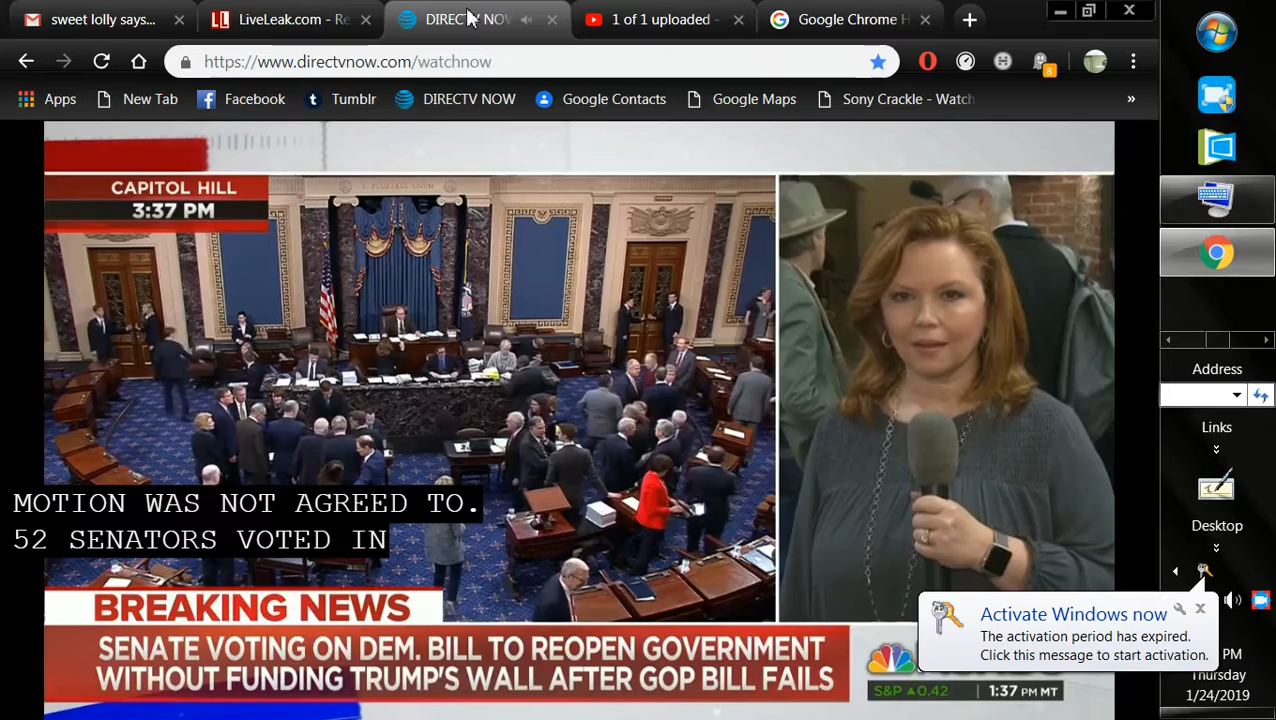 sweet lolly says...
LiveLeak.com - Re
DIRECTV NOW
1 of 1 uploaded -
Google Chrome H
https://www.directvnow.com/watchnow
8
Apps
New Tab
Facebook
Tumblr
DIRECTV NOW
Google Contacts
Google Maps
Sony Crackle - Watch
»
CAPITOL HILL
3:37 PM
MOTION WAS NOT AGREED TO.
52 SENATORS VOTED IN
BREAKING NEWS
SENATE VOTING ON DEM. BILL TO REOPEN GOVERNMENT
WITHOUT FUNDING TRUMP'S WALL AFTER GOP BILL FAILS
S&P ▲0.42
1:37 PM MT
Address
Links
Desktop
Activate Windows now
The activation period has expired.
Click this message to start activation.
PM
Thursday
1/24/2019